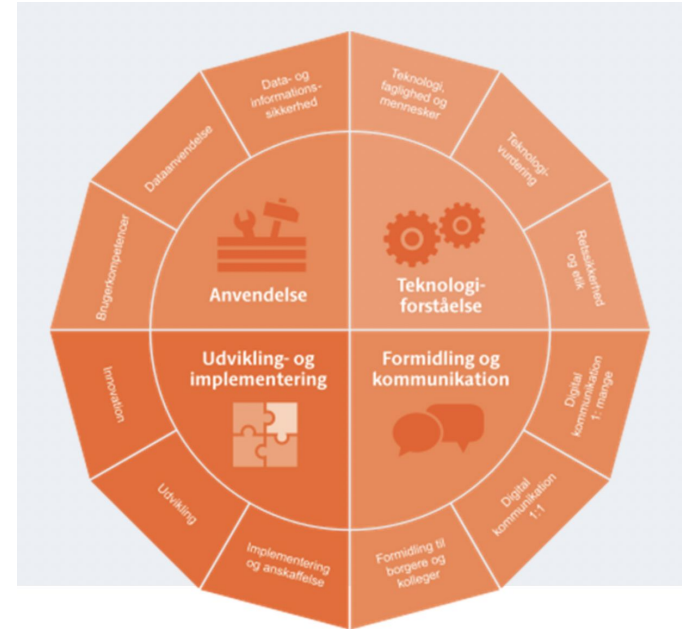 Data- og
informations-
sikkerhed
Teknologi,
faglighed og
mennesker
Dataanvendelse
Teknologi-
vurdering
Brugerkompetencer
Retssikkerhed
og etik
Anvendelse
Teknologi-
forståelse
Udvikling- og
implementering
Formidling og
kommunikation
Innovation
Digital
kommunikation
1: mange
Udvikling
Digital
kommunikation
1:1
Implementering
og anskaffelse
Formidling til
borgere og
kolleger